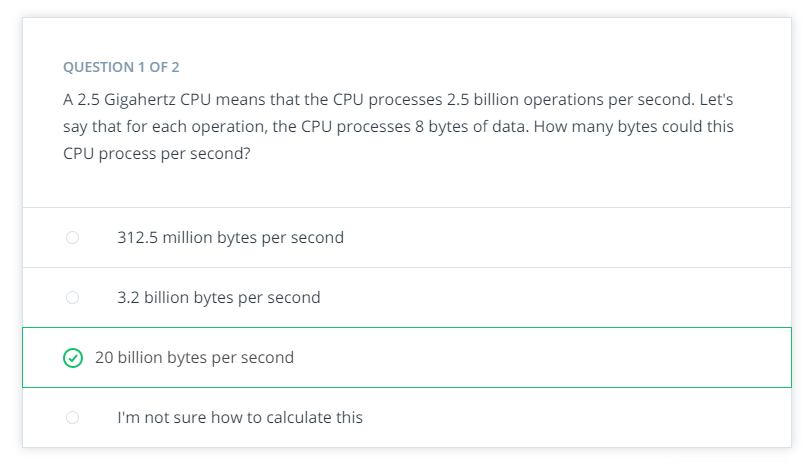 QUESTION 1 OF 2
A 2.5 Gigahertz CPU means that the CPU processes 2.5 billion operations per second. Let's
say that for each operation, the CPU processes 8 bytes of data. How many bytes could this
CPU process per second?
312.5 million bytes per second
3.2 billion bytes per second
20 billion bytes per second
I'm not sure how to calculate this